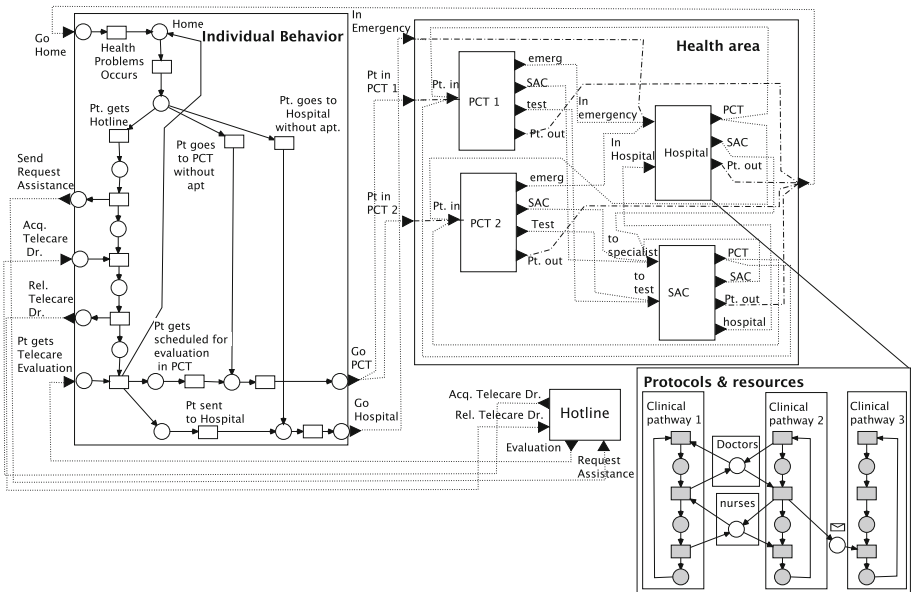 Go
Home
Home
Individual Behavior
Health
Problems
Occurs
Pt. gets
Hotline
Pt. goes to
Hospital
without apt.
Pt goes
to PCT
without
apt
Send
Request
Assistance
Acq.
Telecare
Dr.
Rel.
Telecare
Dr.
Pt gets
Telecare
Evaluation
Pt gets
scheduled for
evaluation
in PCT
Pt sent
to Hospital
In
Emergency
Pt in
PCT 1
Pt in
PCT 2
Go
PCT
Go
Hospital
Health area
Pt. in
PCT 1
emerg
SAC
test
Pt. out
Pt. in
PCT 2
emerg
SAC
Test
Pt. out
In
emergency
In
Hospital
Hospital
PCT
SAC
Pt. out
to
specialist
to
test
SAC
PCT
SAC
Pt. out
hospital
Acq. Telecare Dr.
Rel. Telecare Dr.
Hotline
Evaluation
Request
Assistance
Protocols & resources
Clinical
pathway 1
Clinical
pathway 2
Clinical
pathway 3
Doctors
nurses